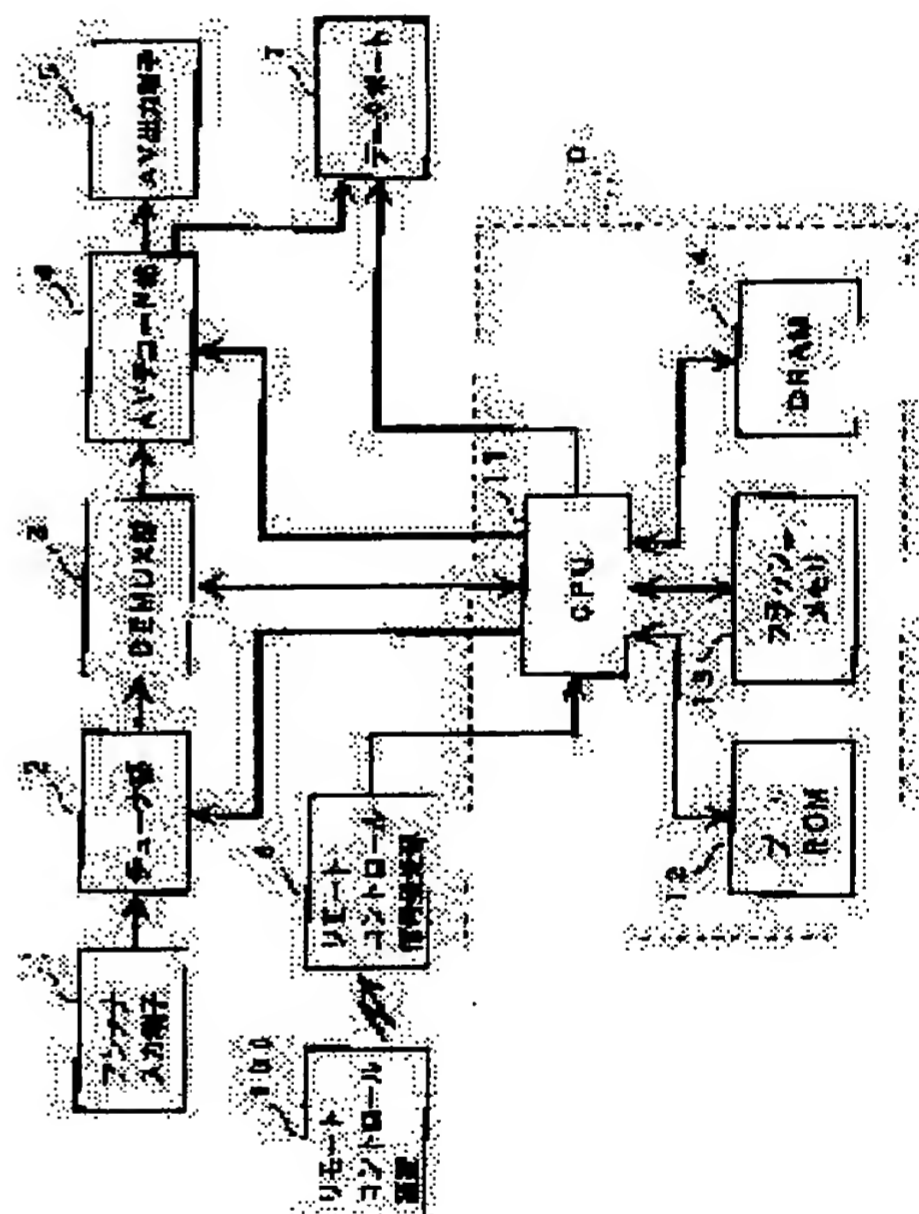 1
アンテナ
入力端子
2
チューナ部
3
DEMUX部
4
AVデコード部
5
AV出力端子
7
データポート
100
リモート
コントロール
装置
6
リモート
コントロール
信号受光部
11
CPU
12
ROM
13
フラッシュ
メモリ
DRAM